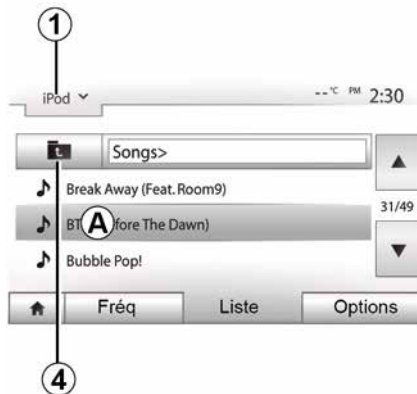 1
iPod
--°C PM 2:30
Songs>
Break Away (Feat. Room9)
31/49
BT A fore The Dawn)
Bubble Pop!
Fréq Liste Options
4